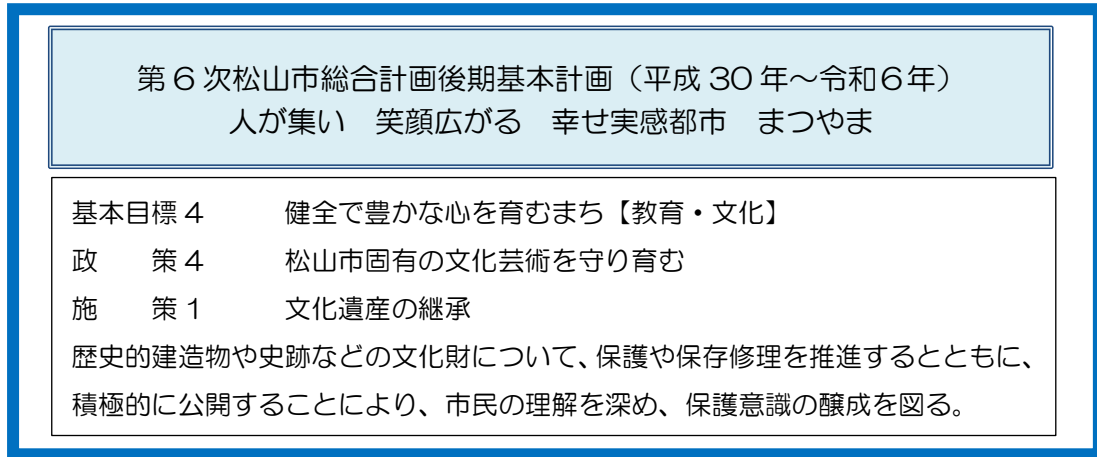 第6次松山市総合計画後期基本計画（平成30年～令和６年）
人が集い　笑顔広がる　幸せ実感都市　まつやま
基本目標4　　健全で豊かな心を育むまち【教育・文化】
政　　策4　　松山市固有の文化芸術を守り育む
施　　策1　　文化遺産の継承
歴史的建造物や史跡などの文化財について、保護や保存修理を推進するとともに、
積極的に公開することにより、市民の理解を深め、保護意識の醸成を図る。